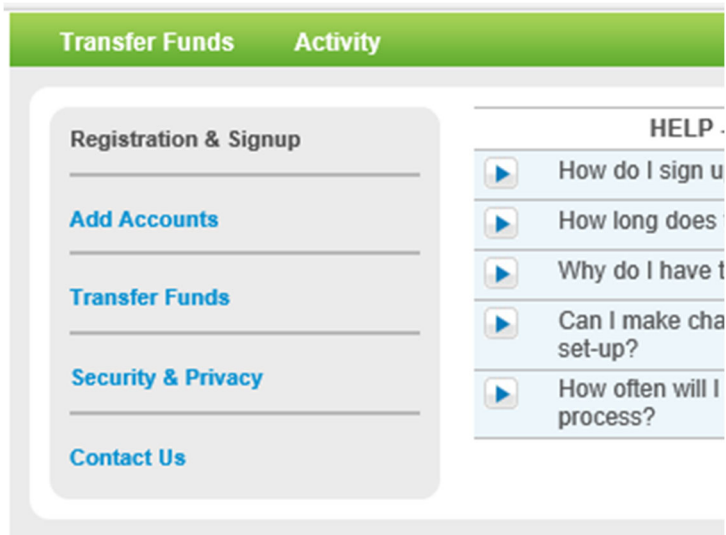 Transfer Funds Activity
Registration & Signup
Add Accounts
Transfer Funds
Security & Privacy
Contact Us
HELP -
How do I sign u
How long does
Why do I have t
Can I make cha
set-up?
How often will I
process?